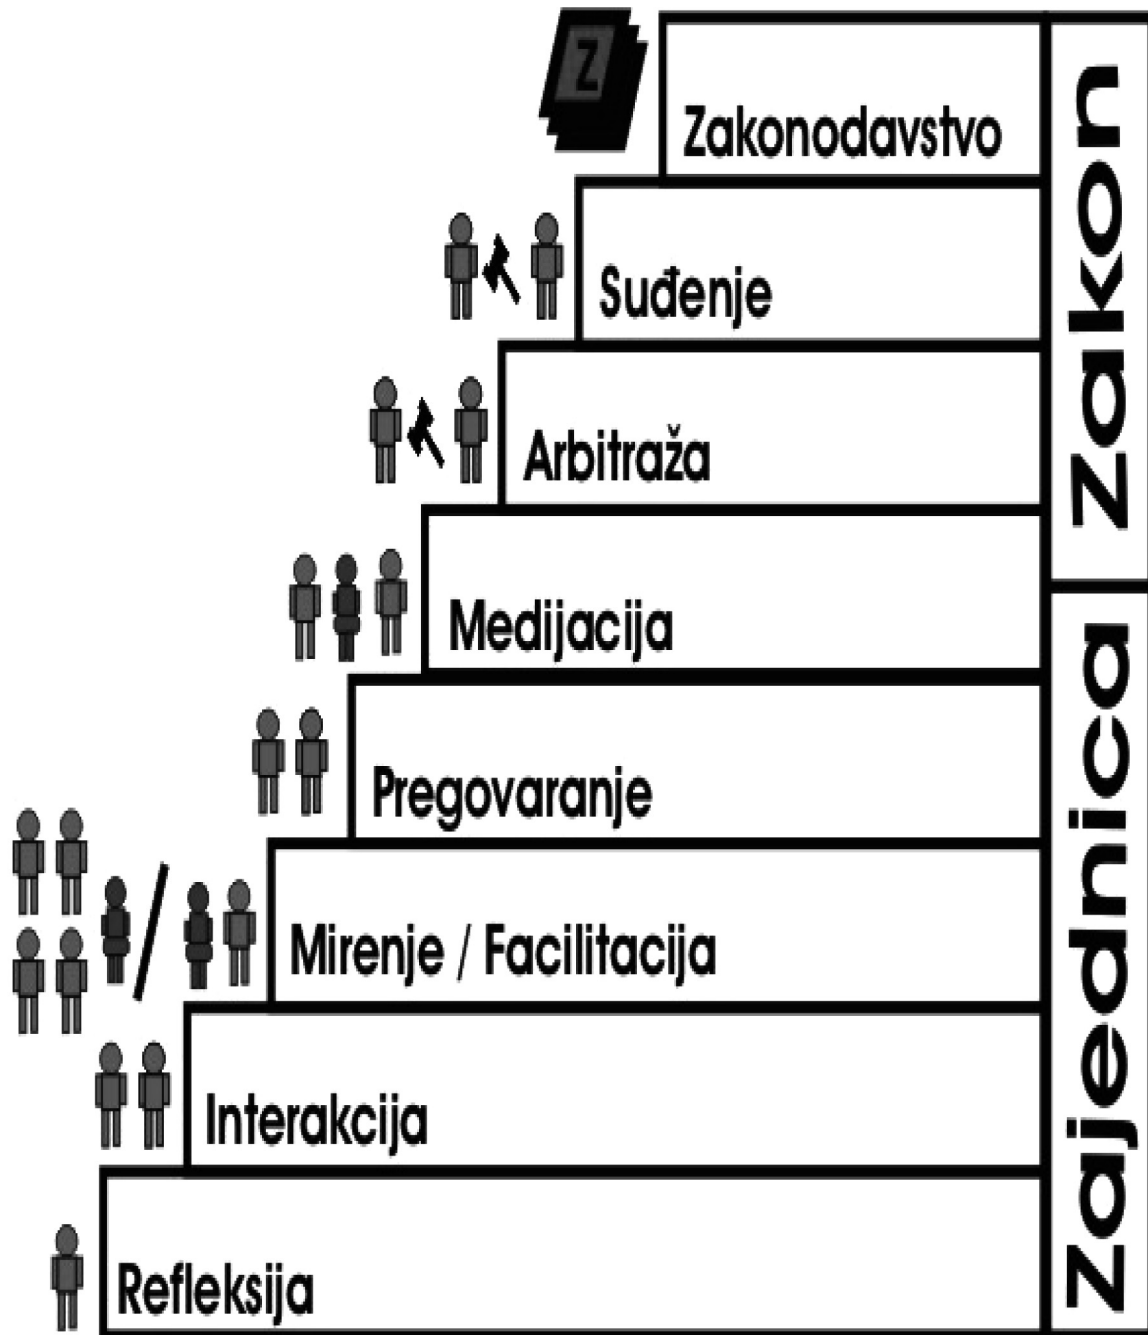 Z
Zakonodavstvo
Suđenje
Arbitraža
Medijacija
Pregovaranje
Mirenje / Facilitacija
Interakcija
Refleksija
Zakon
Zajednica